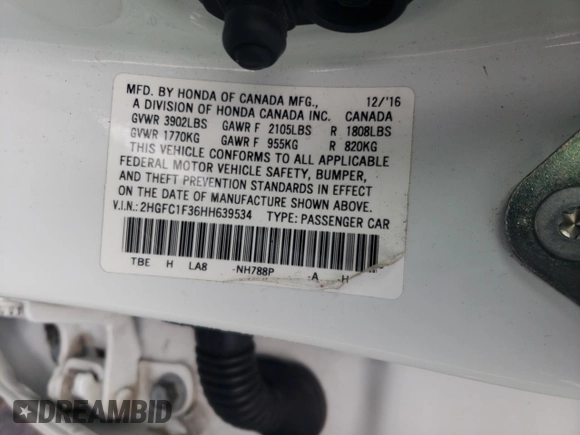 MFD. BY HONDA OF CANADA MFG., 12/'16
A DIVISION OF HONDA CANADA INC. CANADA
GVWR 3902LBS GAWR F 2105LBS R 1808LBS
GVWR 1770KG GAWR F 955KG R 820KG
THIS VEHICLE CONFORMS TO ALL APPLICABLE
FEDERAL MOTOR VEHICLE SAFETY, BUMPER,
AND THEFT PREVENTION STANDARDS IN EFFECT
ON THE DATE OF MANUFACTURE SHOWN ABOVE.
V.I.N.: 2HGFC1F36HH639534 TYPE: PASSENGER CAR
TBE H LA8 -NH788P -A -H
DREAMBID